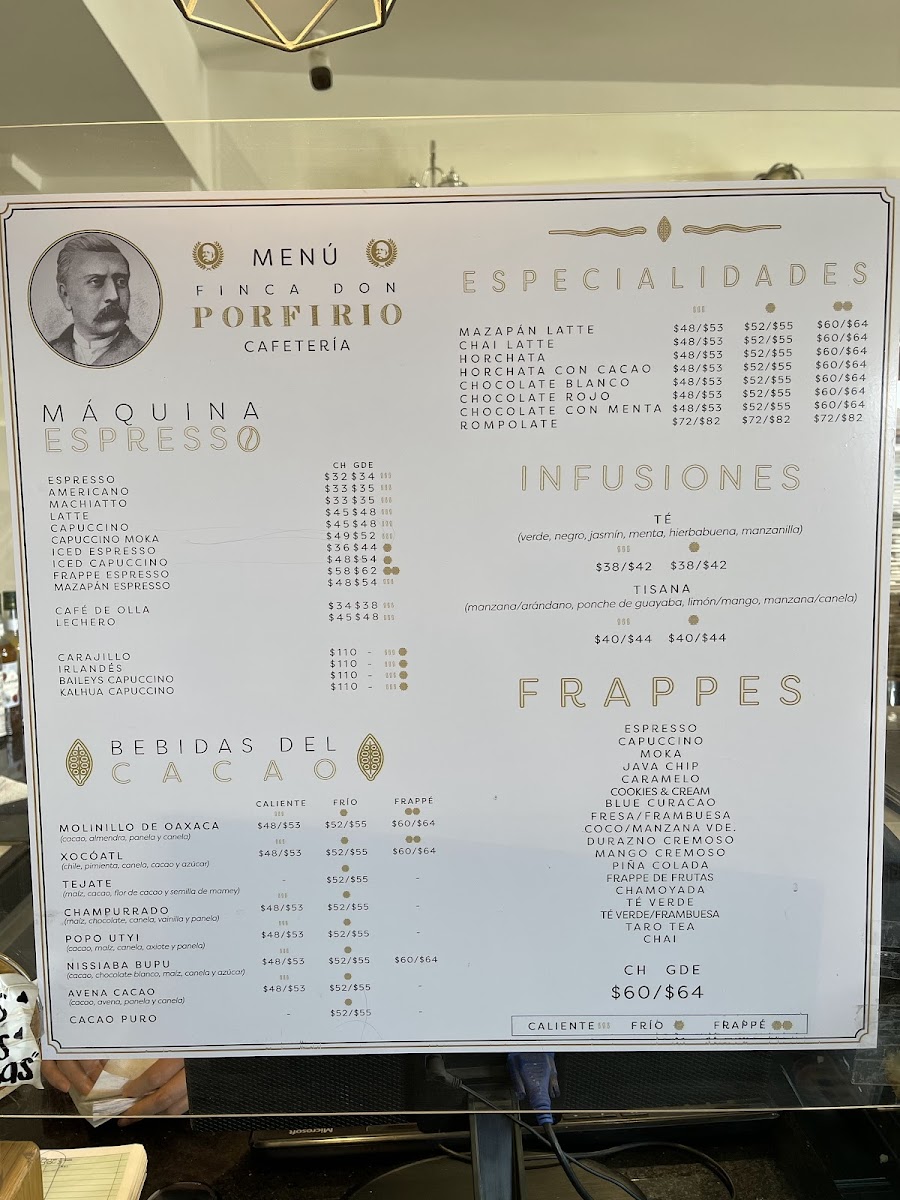 MENÚ
FINCA DON
PORFIRIO
CAFETERÍA
MÁQUINA
ESPRESSO
CH GDE
ESPRESSO $32 $34
AMERICANO $33 $35
MACHIATTO $33 $35
LATTE $45 $48
CAPUCCINO $45 $48
CAPUCCINO MOKA $49 $52
ICED ESPRESSO $36 $44
ICED CAPUCCINO $48 $54
FRAPPE ESPRESSO $58 $62
MAZAPÁN ESPRESSO $48 $54
CAFÉ DE OLLA $34 $38
LECHERO $45 $48
CARAJILLO $110 -
IRLANDÉS $110 -
BAILEYS CAPUCCINO $110 -
KALHUA CAPUCCINO $110 -
BEBIDAS DEL
CACAO
CALIENTE FRÍO FRAPPÉ
MOLINILLO DE OAXACA $48/$53 $52/$55 $60/$64
(cacao, almendra, panela y canela)
XOCÓATL $48/$53 $52/$55 $60/$64
(chile, pimienta, canela, cacao y azúcar)
TEJATE - $52/$55
(maíz, cacao, flor de cacao y semilla de mamey)
CHAMPURRADO $48/$53 $52/$55 -
(maíz, chocolate, canela, vainilla y panela)
POPO UTYI $48/$53 $52/$55 -
(cacao, maíz, canela, axiote y panela)
NISSIABA BUPU $48/$53 $52/$55 $60/$64
(cacao, chocolate blanco, maíz, canela y azúcar)
AVENA CACAO $48/$53 $52/$55 -
(cacao, avena, panela y canela)
CACAO PURO - $52/$55 -
ESPECIALIDADES
MAZAPÁN LATTE $48/$53 $52/$55 $60/$64
CHAI LATTE $48/$53 $52/$55 $60/$64
HORCHATA $48/$53 $52/$55 $60/$64
HORCHATA CON CACAO $48/$53 $52/$55 $60/$64
CHOCOLATE BLANCO $48/$53 $52/$55 $60/$64
CHOCOLATE ROJO $48/$53 $52/$55 $60/$64
CHOCOLATE CON MENTA $48/$53 $52/$55 $60/$64
ROMPOLATE $72/$82 $72/$82 $72/$82
INFUSIONES
TÉ
(verde, negro, jasmín, menta, hierbabuena, manzanilla)
$38/$42 $38/$42
TISANA
(manzana/arándano, ponche de guayaba, limón/mango, manzana/canela)
$40/$44 $40/$44
FRAPPES
ESPRESSO
CAPUCCINO
MOKA
JAVA CHIP
CARAMELO
COOKIES & CREAM
BLUE CURACAO
FRESA/FRAMBUESA
COCO/MANZANA VDE.
DURAZNO CREMOSO
MANGO CREMOSO
PIÑA COLADA
FRAPPE DE FRUTAS
CHAMOYADA
TÉ VERDE
TÉ VERDE/FRAMBUESA
TARO TEA
CHAI
CH GDE
$60/$64
CALIENTE FRÍO FRAPPÉ
Microsoft